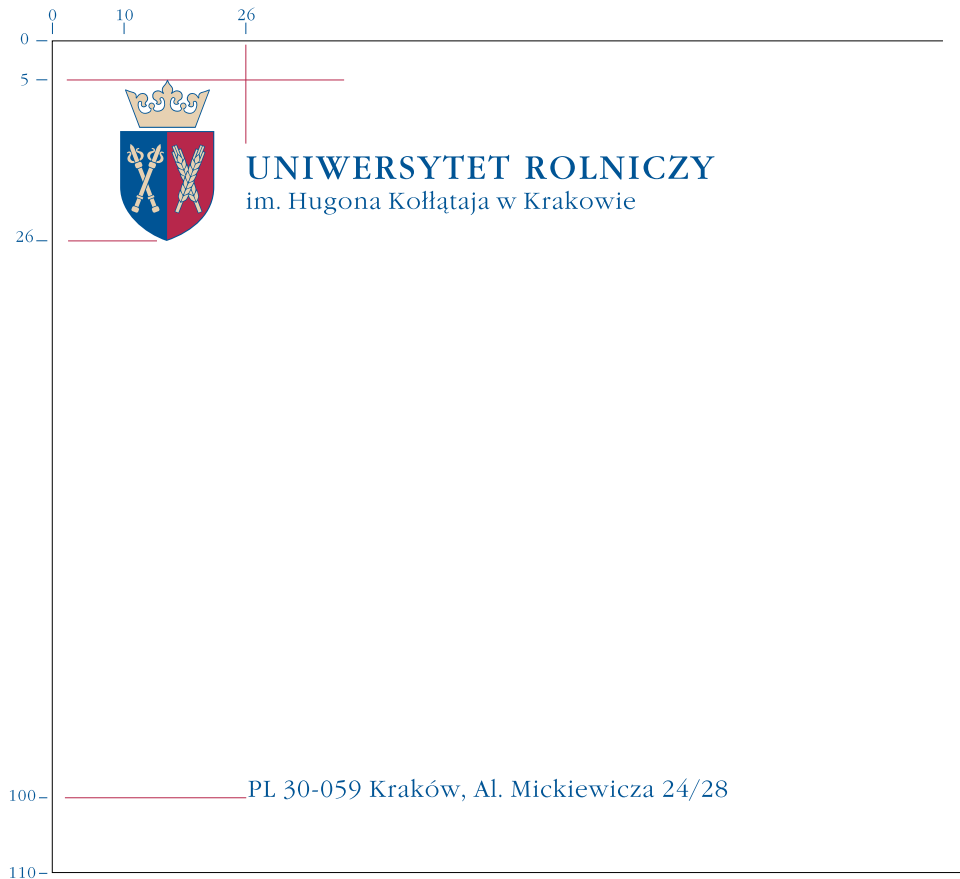 0 10 26
0
5
UNIWERSYTET ROLNICZY
im. Hugona Kołłątaja w Krakowie
26
PL 30-059 Kraków, Al. Mickiewicza 24/28
100
110